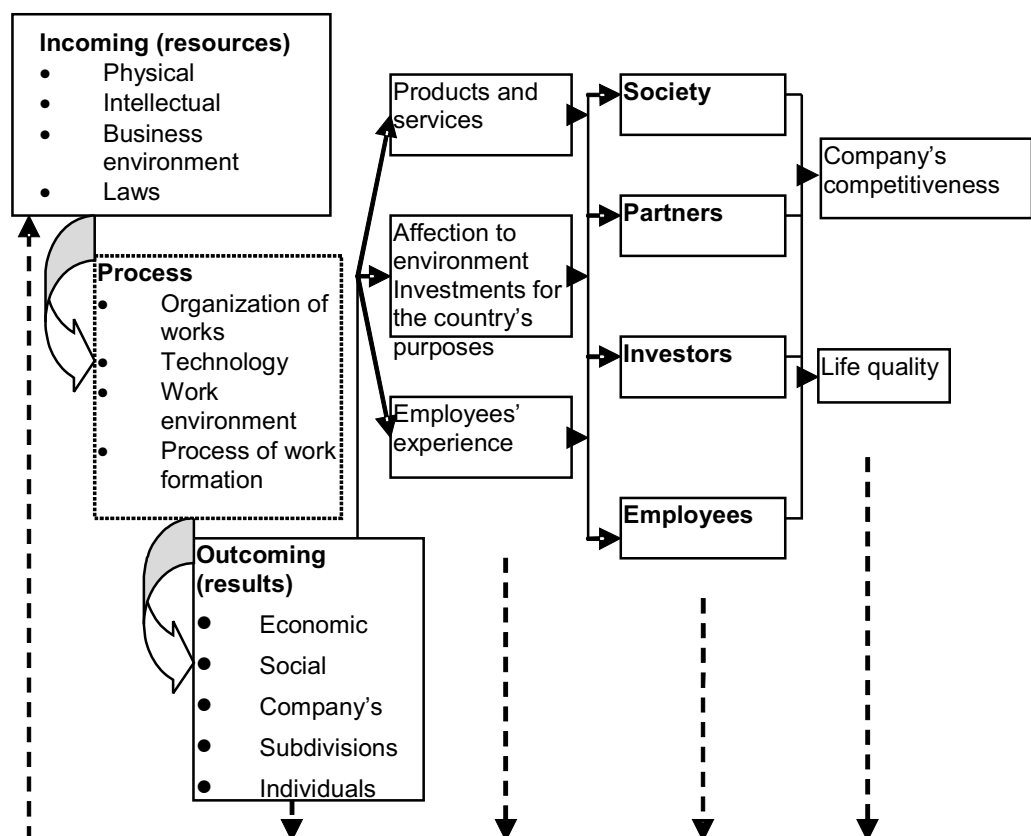 Incoming (resources)
• Physical
• Intellectual
• Business
environment
• Laws
Process
• Organization of
works
• Technology
• Work
environment
• Process of work
formation
Outcoming
(results)
• Economic
• Social
• Company's
• Subdivisions
• Individuals
Products and
services
Affection to
environment
Investments for
the country's
purposes
Employees'
experience
Society
Partners
Investors
Employees
Company's
competitiveness
Life quality